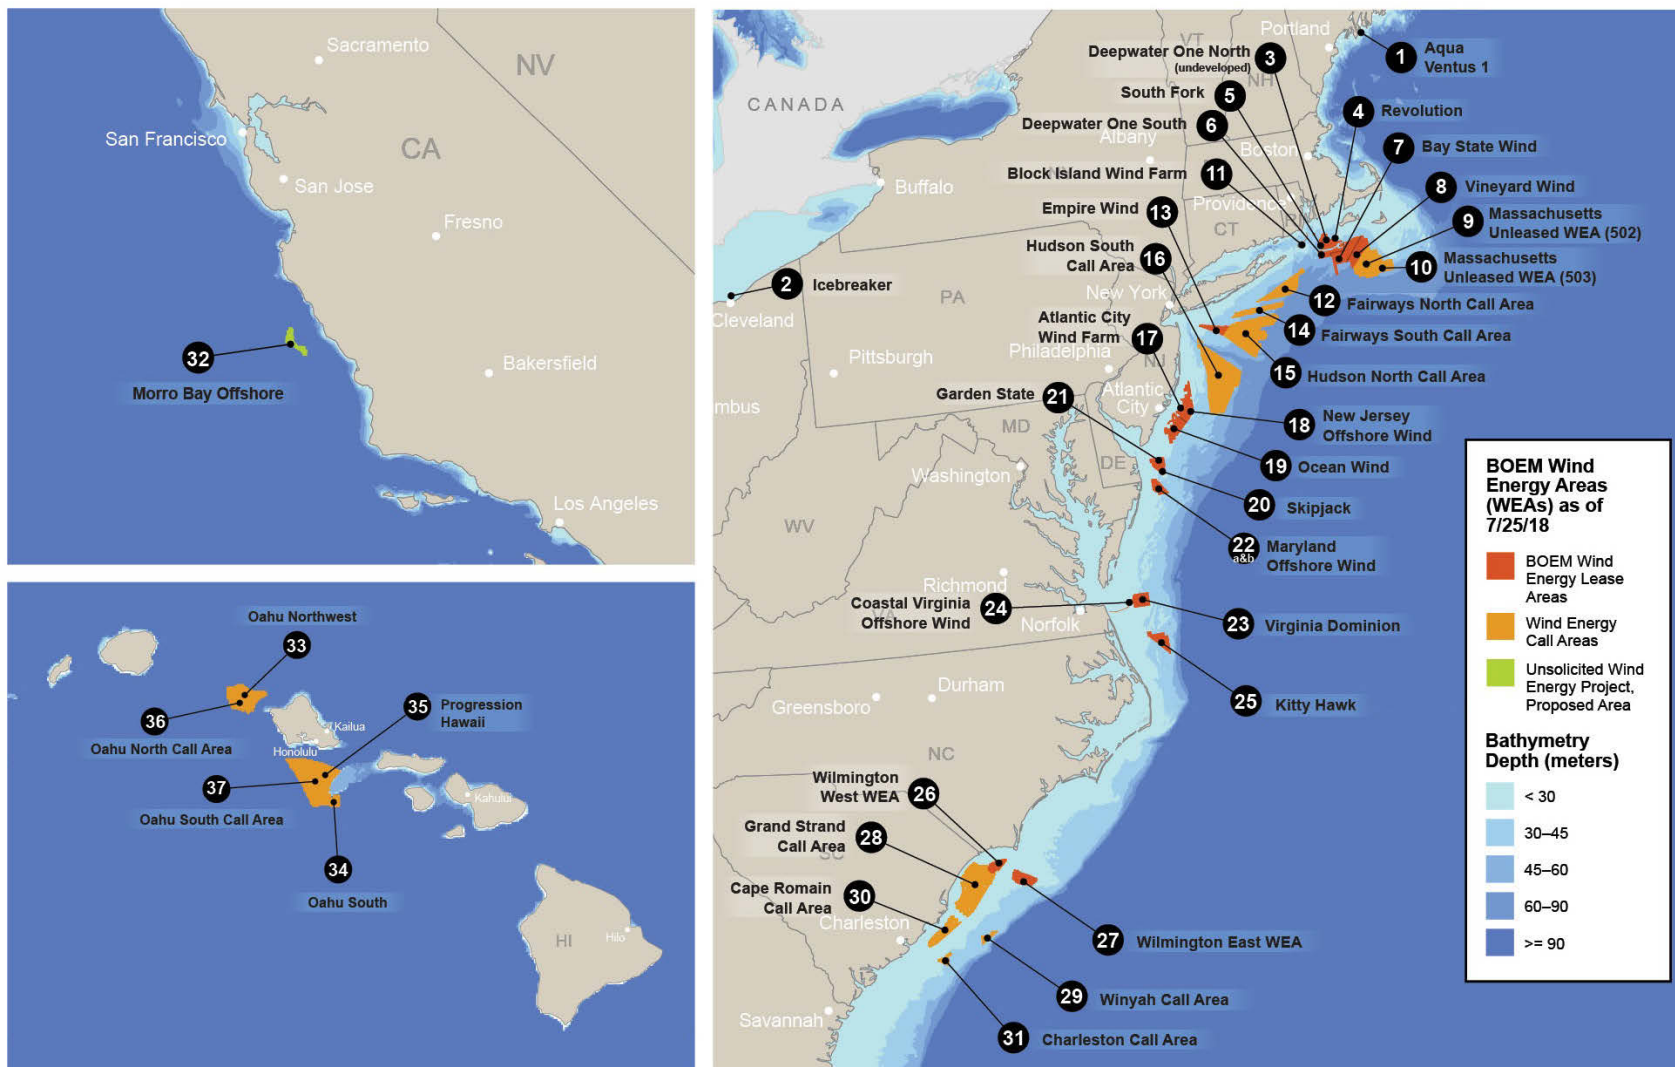 Sacramento
NV
San Francisco
CA
San Jose
Fresno
32
Morro Bay Offshore
Bakersfield
Los Angeles
Oahu Northwest
33
36
Oahu North Call Area
35
Progression
Hawaii
Kailua
Honolulu
37
Oahu South Call Area
Kahului
34
Oahu South
HI
Hilo
CANADA
VT
NH
Portland
1
Aqua
Ventus 1
Deepwater One North
(undeveloped)
3
South Fork
5
4
Revolution
Deepwater One South
6
Albany
Boston
7
Bay State Wind
Block Island Wind Farm
11
Buffalo
Providence
CT
8
Vineyard Wind
Empire Wind
13
9
Massachusetts
Unleased WEA (502)
Hudson South
Call Area
16
10
Massachusetts
Unleased WEA (503)
2
Icebreaker
Cleveland
PA
New York
12
Fairways North Call Area
Atlantic City
Wind Farm
17
14
Fairways South Call Area
Pittsburgh
Philadelphia
NJ
15
Hudson North Call Area
Garden State
21
Atlantic
City
mbus
MD
18
New Jersey
Offshore Wind
Washington
DE
19
Ocean Wind
20
Skipjack
WV
22
a&b
Maryland
Offshore Wind
Richmond
Coastal Virginia
Offshore Wind
24
VA
Norfolk
23
Virginia Dominion
25
Kitty Hawk
Durham
Greensboro
NC
Wilmington
West WEA
26
Grand Strand
Call Area
28
SC
Cape Romain
Call Area
30
Charleston
27
Wilmington East WEA
29
Winyah Call Area
Savannah
31
Charleston Call Area
BOEM Wind
Energy Areas
(WEAs) as of
7/25/18
BOEM Wind
Energy Lease
Areas
Wind Energy
Call Areas
Unsolicited Wind
Energy Project,
Proposed Area
Bathymetry
Depth (meters)
< 30
30–45
45–60
60–90
>= 90